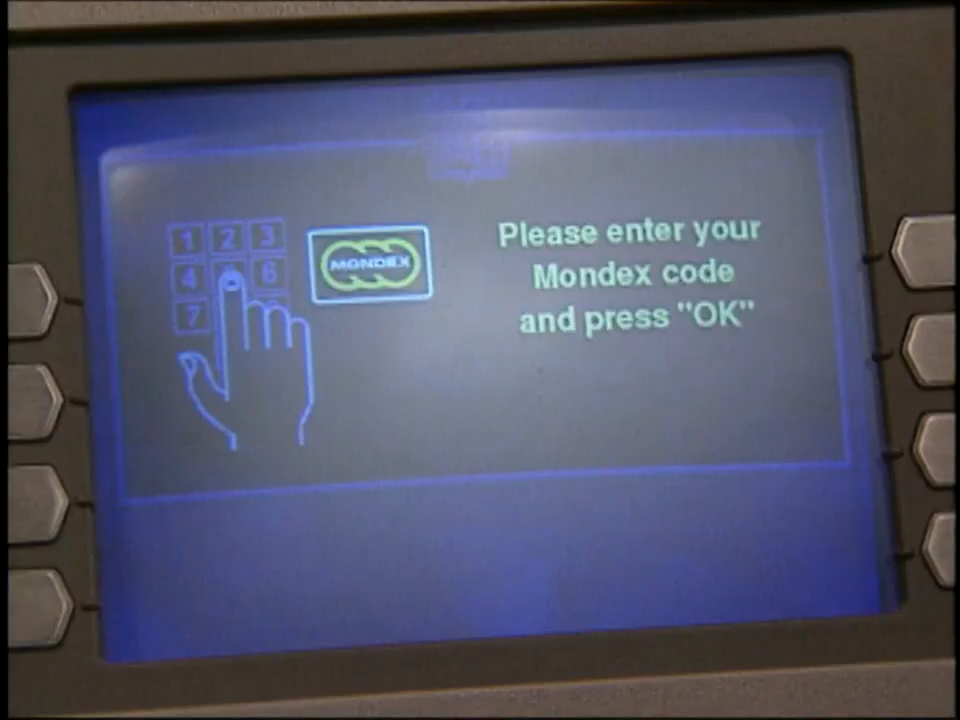 1 2 3
4 6
7
MONDEX
Please enter your
Mondex code
and press "OK"